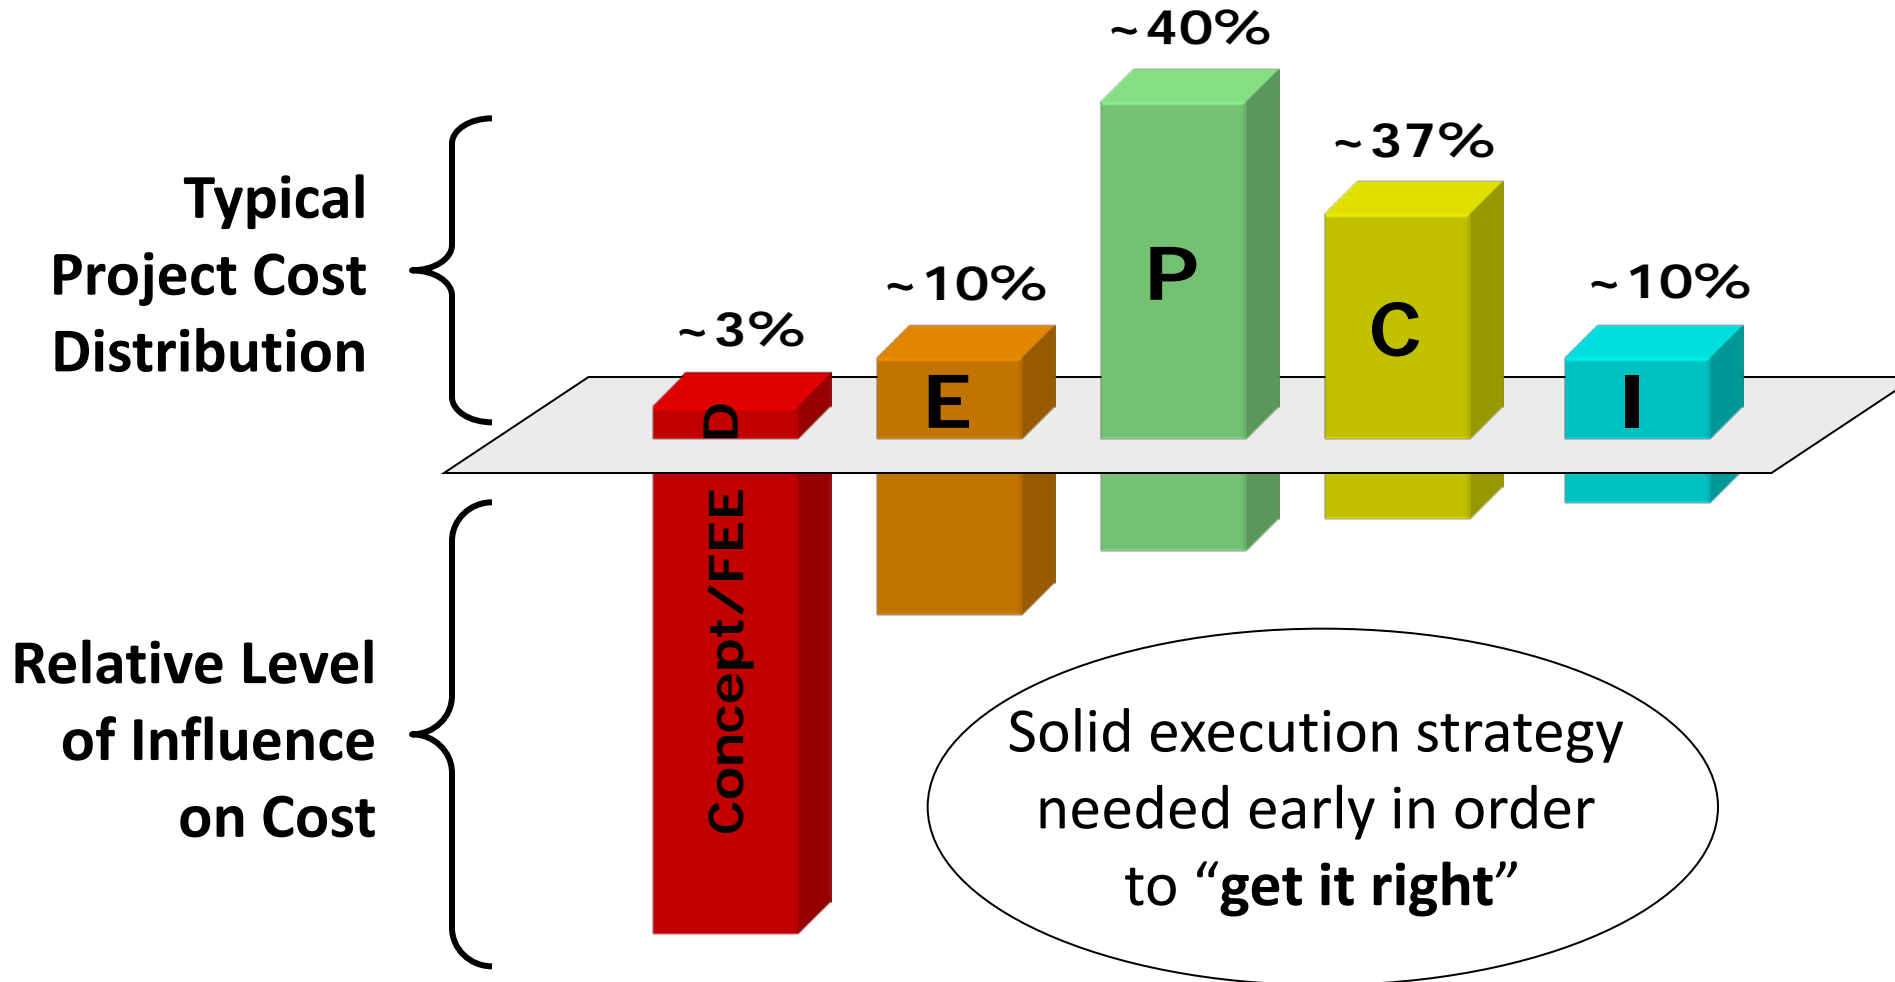 ~40%
~37%
~10%
~10%
~3%
Typical
Project Cost
Distribution
P
C
E
I
Concept/FEE D
Relative Level
of Influence
on Cost
Solid execution strategy
needed early in order
to “get it right”